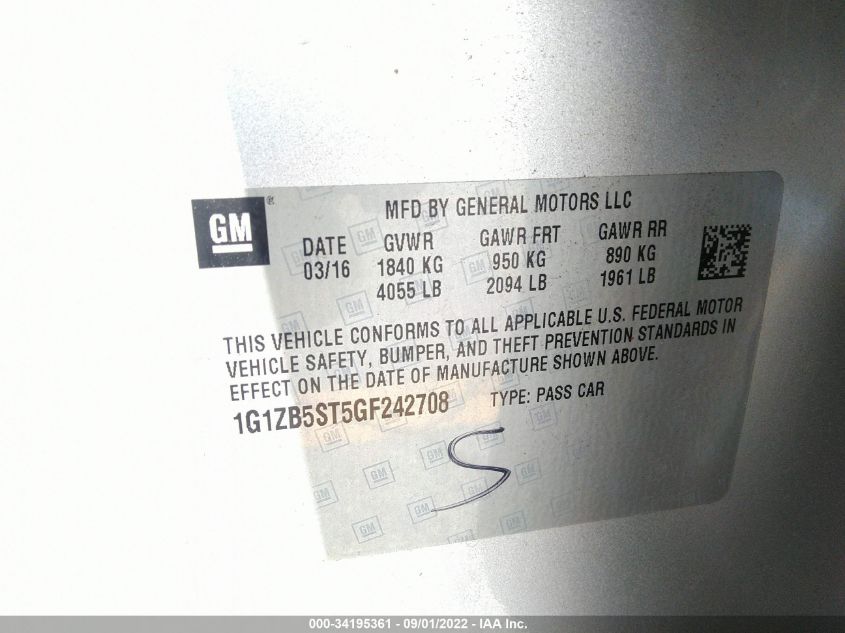 GM
MFD BY GENERAL MOTORS LLC
DATE GVWR GAWR FRT GAWR RR
03/16 1840 KG 950 KG 890 KG
4055 LB 2094 LB 1961 LB
THIS VEHICLE CONFORMS TO ALL APPLICABLE U.S. FEDERAL MOTOR
VEHICLE SAFETY, BUMPER, AND THEFT PREVENTION STANDARDS IN
EFFECT ON THE DATE OF MANUFACTURE SHOWN ABOVE.
1G1ZB5ST5GF242708 TYPE: PASS CAR
S
000-34195361 - 09/01/2022 - IAA Inc.